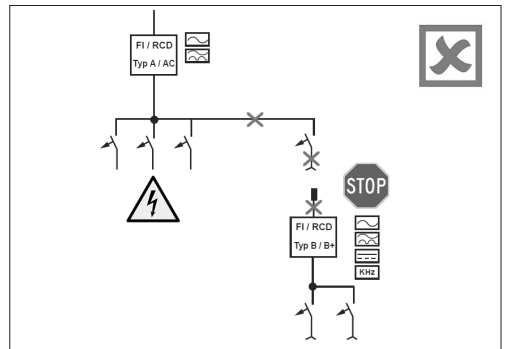 FI / RCD
Typ A / AC
STOP
FI / RCD
Typ B / B+
KHz